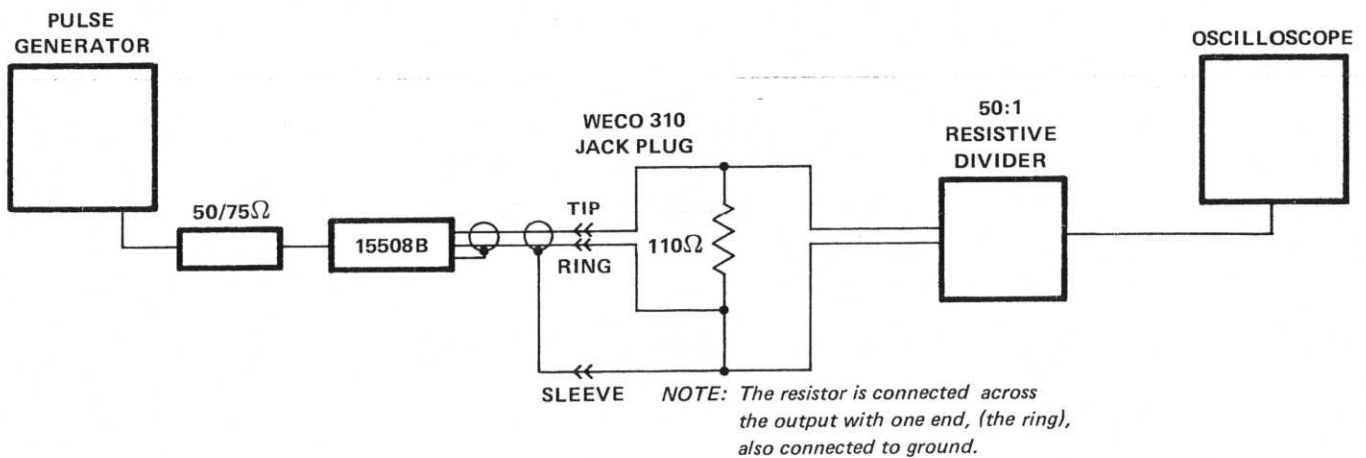 PULSE
GENERATOR
OSCILLOSCOPE
WECO 310
JACK PLUG
50:1
RESISTIVE
DIVIDER
50/75Ω
15508B
TIP
RING
110Ω
SLEEVE
NOTE: The resistor is connected across
the output with one end, (the ring),
also connected to ground.